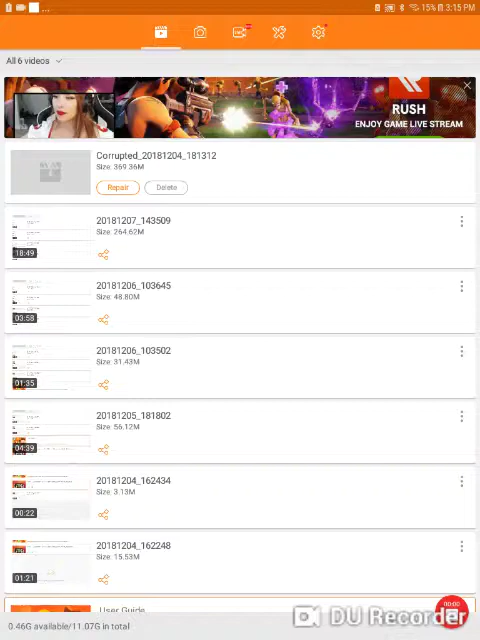 15% 3:15 PM
All 6 videos
RUSH
ENJOY GAME LIVE STREAM
Corrupted_20181204_181312
Size: 369.36M
Repair Delete
20181207_143509
Size: 264.62M
18:49
20181206_103645
Size: 48.80M
03:58
20181206_103502
Size: 31.43M
01:35
20181205_181802
Size: 56.12M
04:39
20181204_162434
Size: 3.13M
00:22
20181204_162248
Size: 15.53M
01:21
User Guide
00:00
DU Recorder
0.46G available/11.07G in total